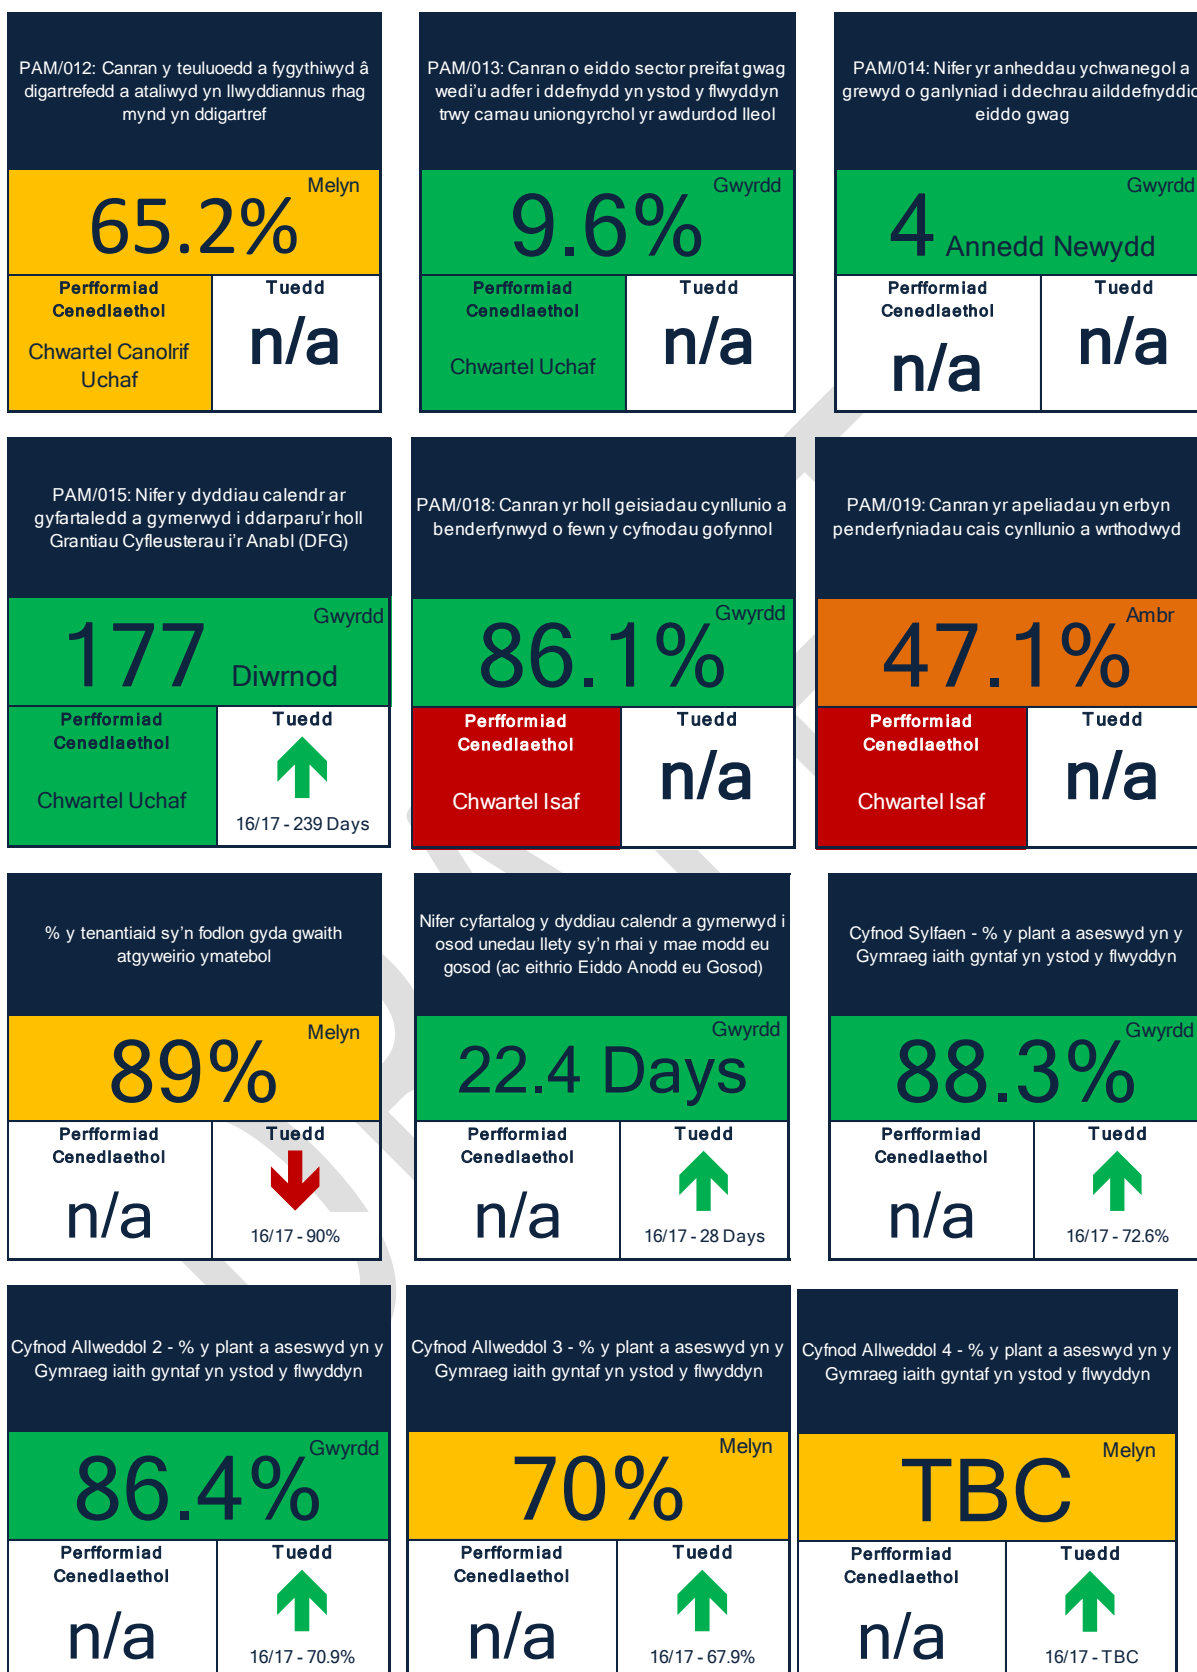 PAM/012: Canran y teuluoedd a fygythiwyd â
digartrefedd a ataliwyd yn llwyddiannus rhag
mynd yn ddigartref
Melyn
65.2%
Perfformiad
Cenedlaethol
Chwartel Canolrif
Uchaf
Tuedd
n/a
PAM/013: Canran o eiddo sector preifat gwag
wedi'u adfer i ddefnydd yn ystod y flwyddyn
trwy camau uniongyrchol yr awdurdod lleol
Gwyrdd
9.6%
Perfformiad
Cenedlaethol
Chwartel Uchaf
Tuedd
n/a
PAM/014: Nifer yr anheddau ychwanegol a
grewyd o ganlyniad i ddechrau ailddefnyddio
eiddo gwag
Gwyrdd
4 Annedd Newydd
Perfformiad
Cenedlaethol
n/a
Tuedd
n/a
PAM/015: Nifer y dyddiau calendr ar
gyfartaledd a gymerwyd i ddarparu'r holl
Grantiau Cyfleusterau i'r Anabl (DFG)
Gwyrdd
177 Diwrnod
Perfformiad
Cenedlaethol
Chwartel Uchaf
Tuedd
16/17 - 239 Days
PAM/018: Canran yr holl geisiadau cynllunio a
benderfynwyd o fewn y cyfnodau gofynnol
Gwyrdd
86.1%
Perfformiad
Cenedlaethol
Chwartel Isaf
Tuedd
n/a
PAM/019: Canran yr apeliadau yn erbyn
penderfyniadau cais cynllunio a wrthodwyd
Ambr
47.1%
Perfformiad
Cenedlaethol
Chwartel Isaf
Tuedd
n/a
% y tenantiaid sy'n fodlon gyda gwaith
atgyweirio ymatebol
Melyn
89%
Perfformiad
Cenedlaethol
n/a
Tuedd
16/17 - 90%
Nifer cyfartalog y dyddiau calendr a gymerwyd i
osod unedau llety sy'n rhai y mae modd eu
gosod (ac eithrio Eiddo Anodd eu Gosod)
Gwyrdd
22.4 Days
Perfformiad
Cenedlaethol
n/a
Tuedd
16/17 - 28 Days
Cyfnod Sylfaen - % y plant a aseswyd yn y
Gymraeg iaith gyntaf yn ystod y flwyddyn
Gwyrdd
88.3%
Perfformiad
Cenedlaethol
n/a
Tuedd
16/17 - 72.6%
Cyfnod Allweddol 2 - % y plant a aseswyd yn y
Gymraeg iaith gyntaf yn ystod y flwyddyn
Gwyrdd
86.4%
Perfformiad
Cenedlaethol
n/a
Tuedd
16/17 - 70.9%
Cyfnod Allweddol 3 - % y plant a aseswyd yn y
Gymraeg iaith gyntaf yn ystod y flwyddyn
Melyn
70%
Perfformiad
Cenedlaethol
n/a
Tuedd
16/17 - 67.9%
Cyfnod Allweddol 4 - % y plant a aseswyd yn y
Gymraeg iaith gyntaf yn ystod y flwyddyn
Melyn
TBC
Perfformiad
Cenedlaethol
n/a
Tuedd
16/17 - TBC